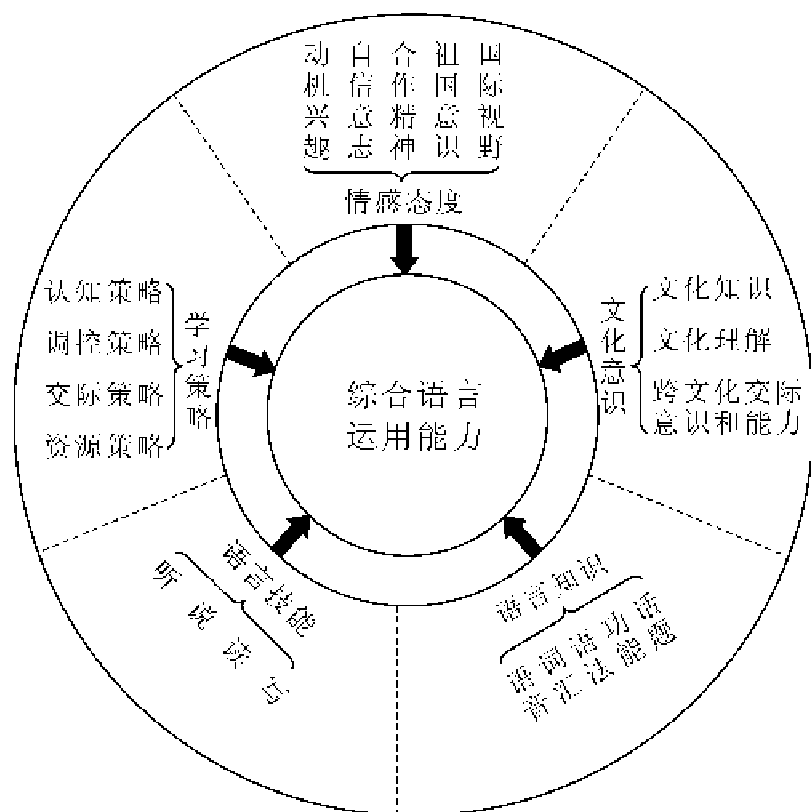 动机兴趣
自信意志
合作精神
祖国意识
国际视野
情感态度
认知策略
调控策略
交际策略
资源策略
学习策略
综合语言
运用能力
文化意识
文化知识
文化理解
跨文化交际
意识和能力
语言技能
听 说 读 写
语言知识
语音
词汇
语法
功能
话题